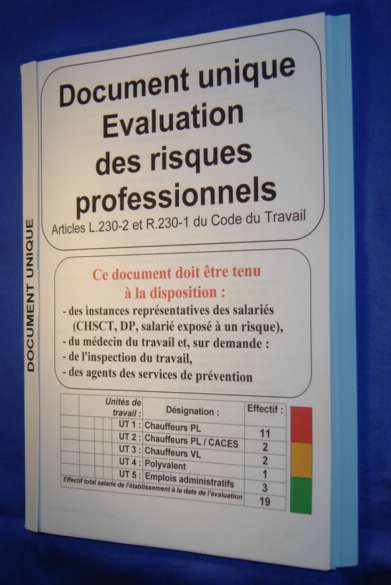 DOCUMENT UNIQUE
Document unique
Evaluation
des risques
professionnels
Articles L.230-2 et R.230-1 du Code du Travail
Ce document doit être tenu
à la disposition :
- des instances représentatives des salariés
(CHSCT, DP, salarié exposé à un risque),
- du médecin du travail et, sur demande :
- de l'inspection du travail,
- des agents des services de prévention
Unités de travail : Désignation : Effectif :
UT 1 : Chauffeurs PL 11
UT 2 : Chauffeurs PL / CACES 2
UT 3 : Chauffeurs VL 2
UT 4 : Polyvalent 1
UT 5 : Emplois administratifs 3
Effectif total salarié de l'établissement à la date de l'évaluation 19